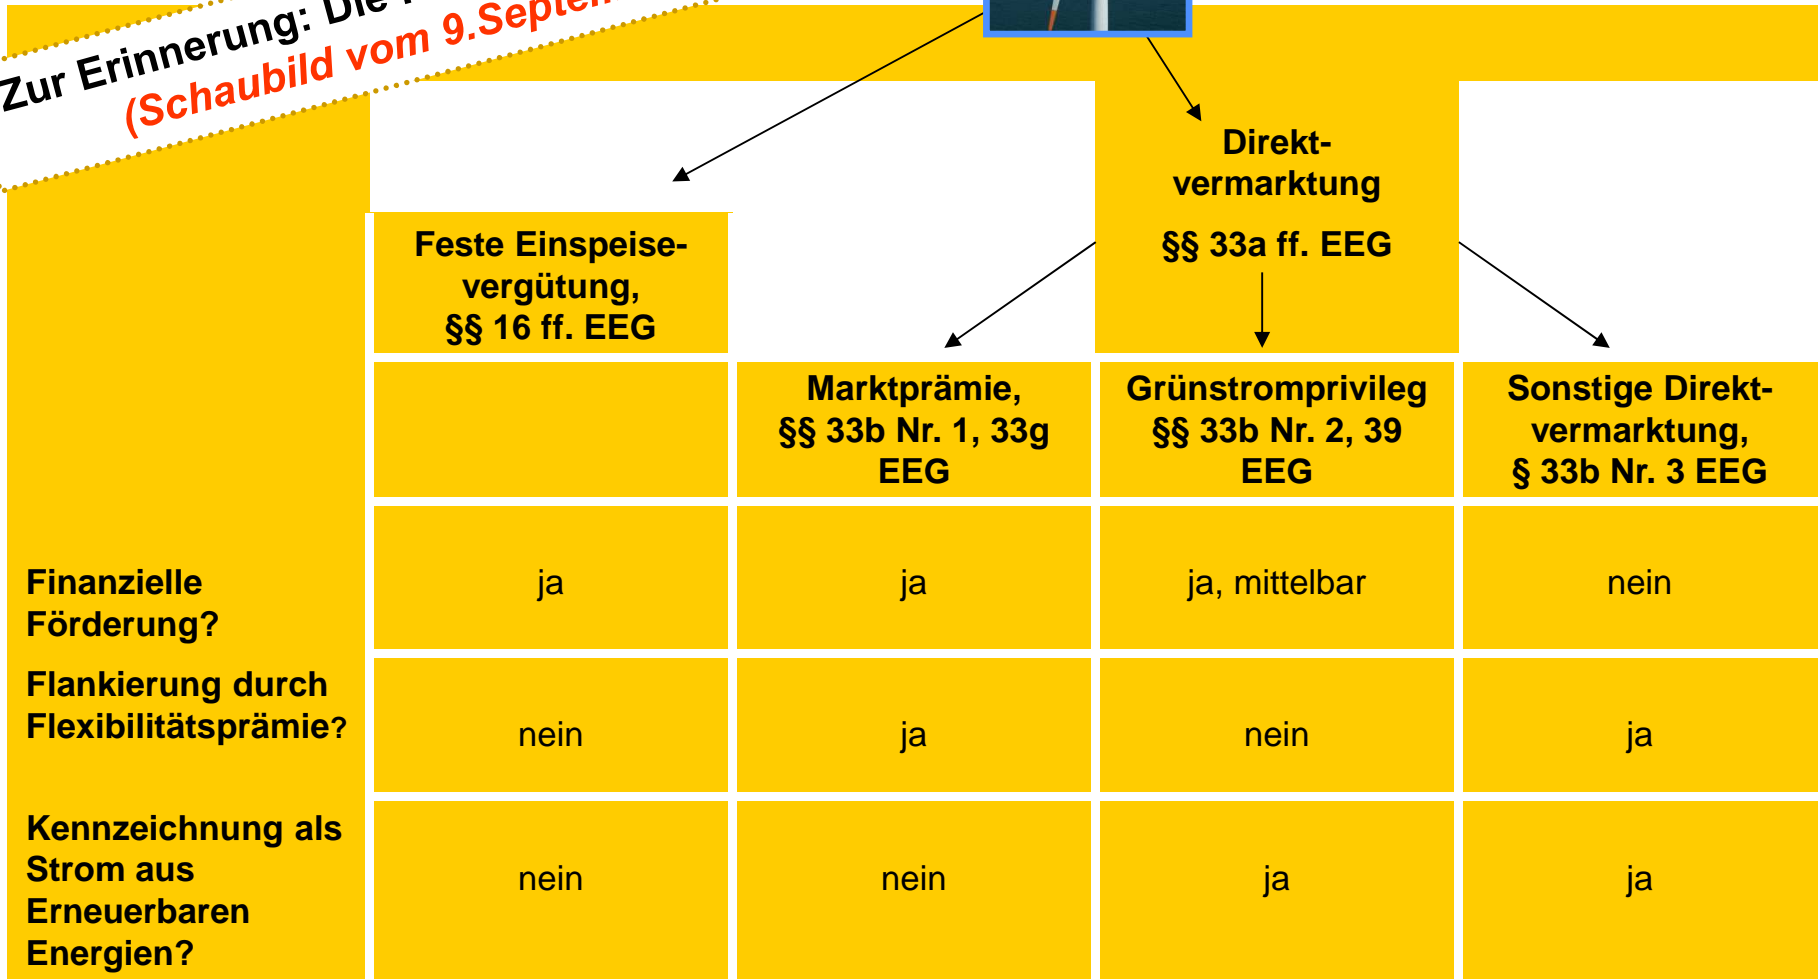 Zur Erinnerung: Die
(Schaubild vom 9.
Direkt-
vermarktung
§§ 33a ff. EEG
Feste Einspeise-
vergütung,
§§ 16 ff. EEG
Marktprämie,
§§ 33b Nr. 1, 33g
EEG
Grünstromprivileg
§§ 33b Nr. 2, 39
EEG
Sonstige Direkt-
vermarktung,
§ 33b Nr. 3 EEG
Finanzielle
Förderung?
ja
ja
ja, mittelbar
nein
Flankierung durch
Flexibilitätsprämie?
nein
ja
nein
ja
Kennzeichnung als
Strom aus
Erneuerbaren
Energien?
nein
nein
ja
ja